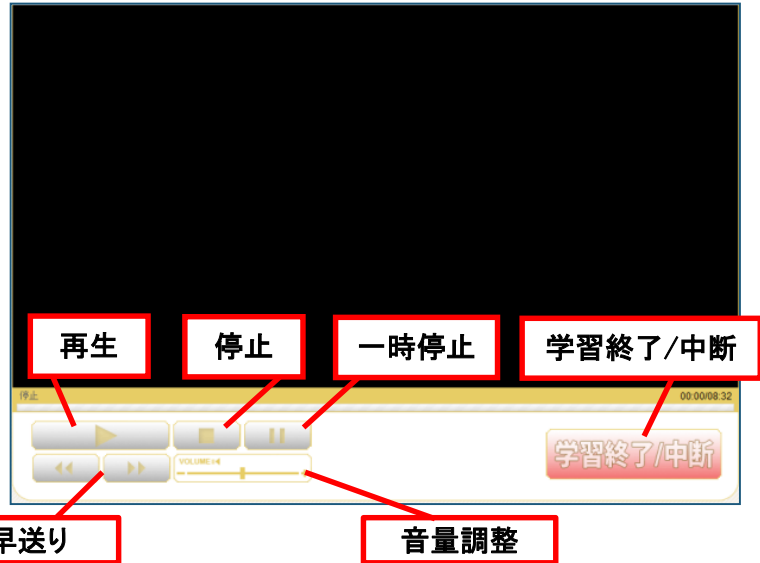 再生
停止
一時停止
学習終了/中断
停止
00:00/08:32
VOLUME
学習終了/中断
早送り
音量調整